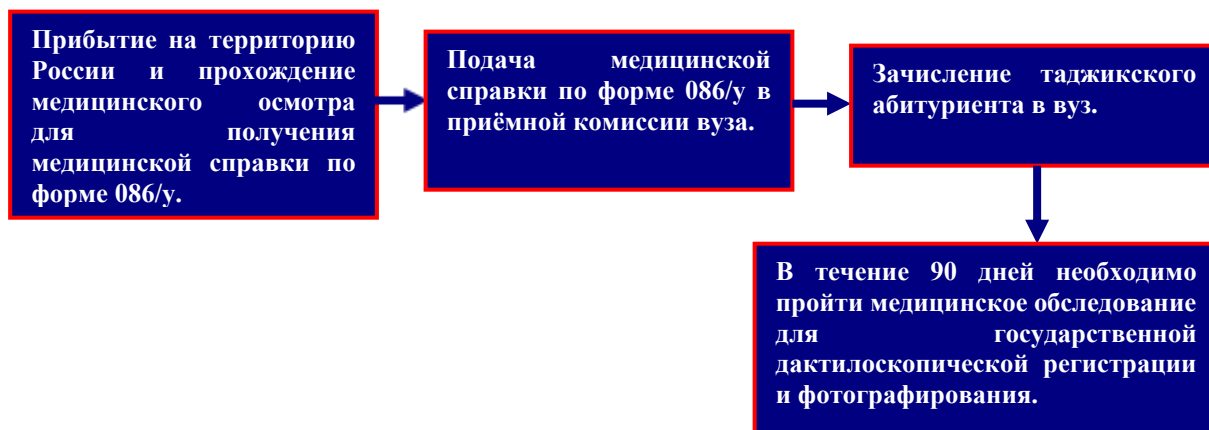 Прибытие на территорию
России и прохождение
медицинского осмотра
для получения
медицинской справки по
форме 086/у.
Подача медицинской
справки по форме 086/у в
приёмной комиссии вуза.
Зачисление таджикского
абитуриента в вуз.
В течение 90 дней необходимо
пройти медицинское обследование
для государственной
дактилоскопической регистрации
и фотографирования.